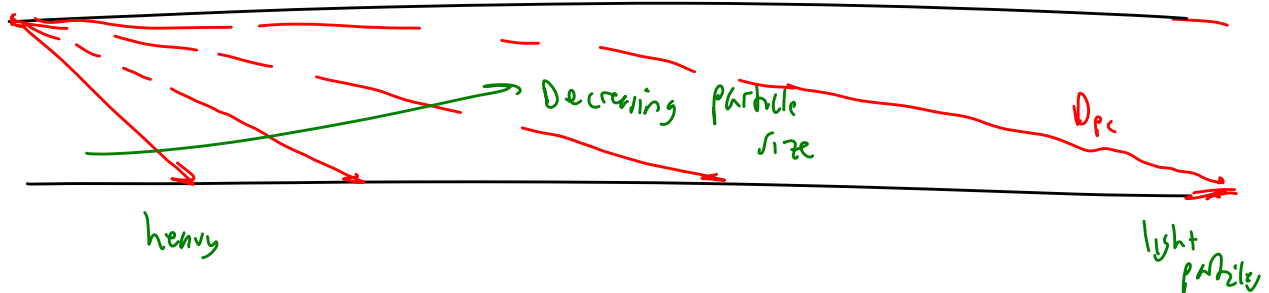 Decreasing particle
size
Dpc
heavy
light
particles